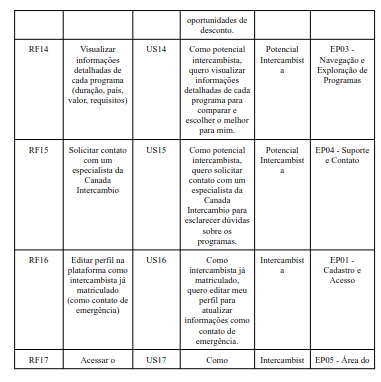 oportunidades de
desconto.
RF14
Visualizar
informações
detalhadas de
cada programa
(duração, país,
valor, requisitos)
US14
Como potencial
intercambista,
quero visualizar
informações
detalhadas de cada
programa para
comparar e
escolher o melhor
para mim.
Potencial
Intercambist
a
EP03 -
Navegação e
Exploração de
Programas
RF15
Solicitar contato
com um
especialista da
Canada
Intercambio
US15
Como potencial
intercambista,
quero solicitar
contato com um
especialista da
Canada
Intercambio para
esclarecer dúvidas
sobre os
programas.
Potencial
Intercambist
a
EP04 - Suporte
e Contato
RF16
Editar perfil na
plataforma como
intercambista já
matriculado
(como contato de
emergência)
US16
Como
intercambista já
matriculado,
quero editar meu
perfil para
atualizar
informações como
contato de
emergência.
Intercambist
a
EP01 -
Cadastro e
Acesso
RF17
Acessar o
US17
Como
Intercambist
EP05 - Área do